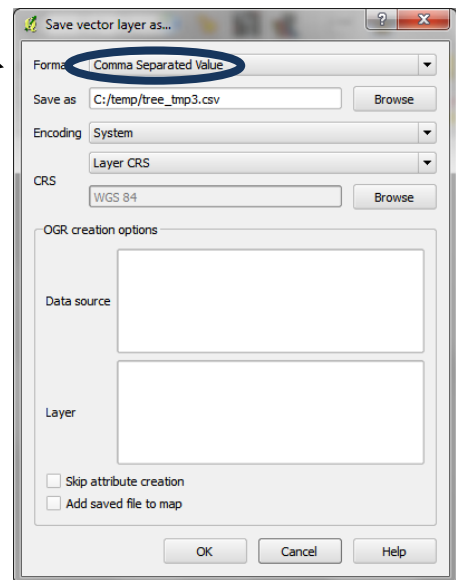 Save vector layer as...
Format Comma Separated Value
Save as C:/temp/tree_tmp3.csv Browse
Encoding System
Layer CRS
CRS
WGS 84 Browse
OGR creation options
Data source
Layer
Skip attribute creation
Add saved file to map
OK Cancel Help